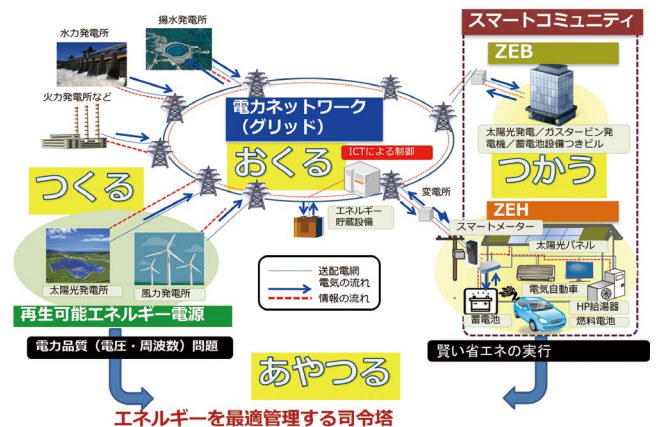 揚水発電所
水力発電所
火力発電所など
スマートコミュニティ
ZEB
電力ネットワーク
（グリッド）
ICTによる制御
おくる
つくる
太陽光発電／ガスタービン発
電機／蓄電池設備つきビル
つかう
変電所
エネルギー
貯蔵設備
ZEH
スマートメーター
太陽光パネル
太陽光発電所
風力発電所
送配電網
電気の流れ
情報の流れ
電気自動車
HP給湯器
蓄電池
燃料電池
再生可能エネルギー電源
電力品質（電圧・周波数）問題
賢い省エネの実行
あやつる
エネルギーを最適管理する司令塔